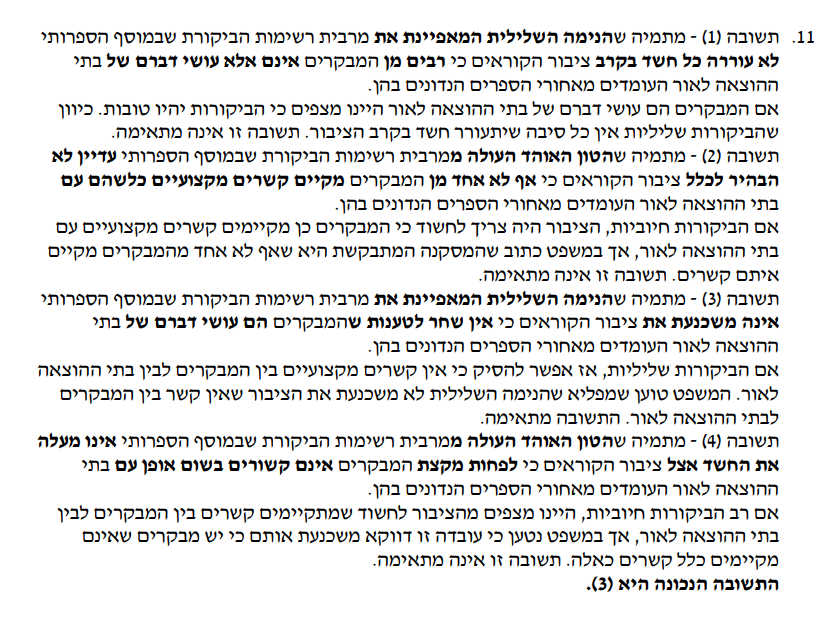 11. תשובה (1) - מתמיה שהנימה השלילית המאפיינת את מרבית רשימות הביקורת שבמוסף הספרותי
לא עוררה כל חשד בקרב ציבור הקוראים כי רבים מן המבקרים אינם אלא עושי דברם של בתי
ההוצאה לאור העומדים מאחורי הספרים הנדונים בהן.
אם המבקרים הם עושי דברם של בתי ההוצאה לאור היינו מצפים כי הביקורות יהיו טובות. כיוון
שהביקורות שליליות אין כל סיבה שיתעורר חשד בקרב הציבור. תשובה זו אינה מתאימה.
תשובה (2) - מתמיה שהטון האוהד העולה ממרבית רשימות הביקורת שבמוסף הספרותי עדיין לא
הבהיר לכלל ציבור הקוראים כי אף לא אחד מן המבקרים מקיים קשרים מקצועיים כלשהם עם
בתי ההוצאה לאור העומדים מאחורי הספרים הנדונים בהן.
אם הביקורות חיוביות, הציבור היה צריך לחשוד כי המבקרים כן מקיימים קשרים מקצועיים עם
בתי ההוצאה לאור, אך במשפט כתוב שהמסקנה המתבקשת היא שאף לא אחד מהמבקרים מקיים
איתם קשרים. תשובה זו אינה מתאימה.
תשובה (3) - מתמיה שהנימה השלילית המאפיינת את מרבית רשימות הביקורת שבמוסף הספרותי
אינה משכנעת את ציבור הקוראים כי אין שחר לטענות שהמבקרים הם עושי דברם של בתי
ההוצאה לאור העומדים מאחורי הספרים הנדונים בהן.
אם הביקורות שליליות, אז אפשר להסיק כי אין קשרים מקצועיים בין המבקרים לבין בתי ההוצאה
לאור. המשפט טוען שמפליא שהנימה השלילית לא משכנעת את הציבור שאין קשר בין המבקרים
לבתי ההוצאה לאור. התשובה מתאימה.
תשובה (4) - מתמיה שהטון האוהד העולה ממרבית רשימות הביקורת שבמוסף הספרותי אינו מעלה
את החשד אצל ציבור הקוראים כי לפחות מקצת המבקרים אינם קשורים בשום אופן עם בתי
ההוצאה לאור העומדים מאחורי הספרים הנדונים בהן.
אם רב הביקורות חיוביות, היינו מצפים מהציבור לחשוד שמתקיימים קשרים בין המבקרים לבין
בתי ההוצאה לאור, אך במשפט נטען כי עובדה זו דווקא משכנעת אותם כי יש מבקרים שאינם
מקיימים כלל קשרים כאלה. תשובה זו אינה מתאימה.
התשובה הנכונה היא (3).